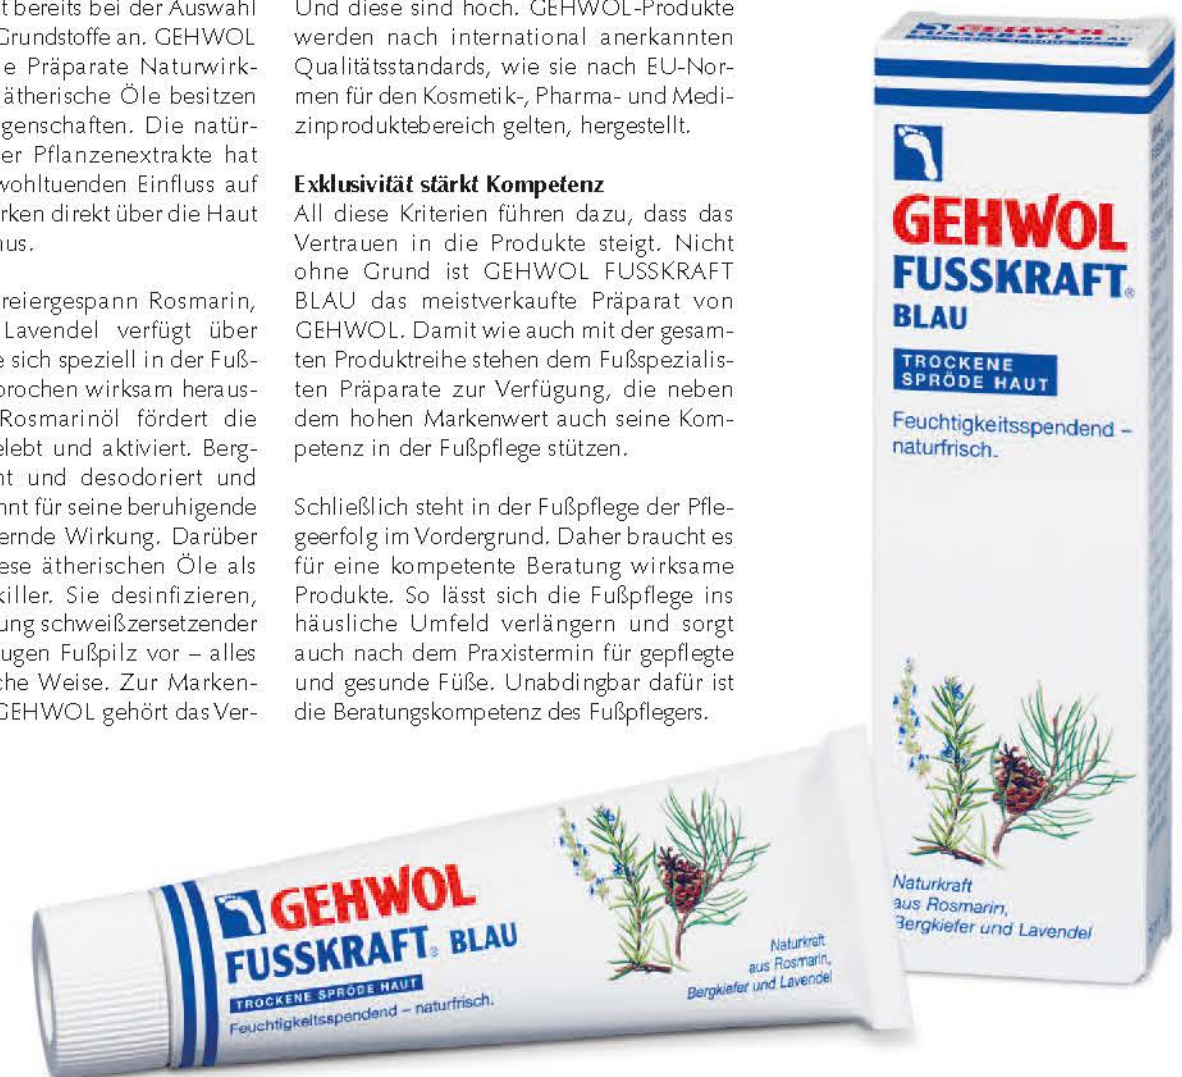 t bereits bei der Auswahl
Grundstoffe an. GEHWOL
e Präparate Naturwirk-
ätherische Öle besitzen
genschaften. Die natür-
er Pflanzenextrakte hat
wohltuenden Einfluss auf
rken direkt über die Haut
us.
reiergespann Rosmarin,
Lavendel verfügt über
e sich speziell in der Fuß-
prochen wirksam heraus-
Rosmarinöl fördert die
elebt und aktiviert. Berg-
nt und desodoriert und
nnt für seine beruhigende
ernde Wirkung. Darüber
ese ätherischen Öle als
killer. Sie desinfizieren,
ung schweißzersetzender
ugen Fußpilz vor – alles
che Weise. Zur Marken-
GEHWOL gehört das Ver-
Und diese sind hoch. GEHWOL-Produkte
werden nach international anerkannten
Qualitätsstandards, wie sie nach EU-Nor-
men für den Kosmetik-, Pharma- und Medi-
zinproduktebereich gelten, hergestellt.
Exklusivität stärkt Kompetenz
All diese Kriterien führen dazu, dass das
Vertrauen in die Produkte steigt. Nicht
ohne Grund ist GEHWOL FUSSKRAFT
BLAU das meistverkaufte Präparat von
GEHWOL. Damit wie auch mit der gesam-
ten Produktreihe stehen dem Fußspezialis-
ten Präparate zur Verfügung, die neben
dem hohen Markenwert auch seine Kom-
petenz in der Fußpflege stützen.
Schließlich steht in der Fußpflege der Pfle-
geerfolg im Vordergrund. Daher braucht es
für eine kompetente Beratung wirksame
Produkte. So lässt sich die Fußpflege ins
häusliche Umfeld verlängern und sorgt
auch nach dem Praxistermin für gepflegte
und gesunde Füße. Unabdingbar dafür ist
die Beratungskompetenz des Fußpflegers.
GEHWOL
FUSSKRAFT®
BLAU
TROCKENE
SPRÖDE HAUT
Feuchtigkeitsspendend –
naturfrisch.
Naturkraft
aus Rosmarin,
Bergkiefer und Lavendel
GEHWOL
FUSSKRAFT® BLAU
TROCKENE SPRÖDE HAUT
Feuchtigkeitsspendend – naturfrisch.
Naturkraft
aus Rosmarin,
Bergkiefer und Lavendel